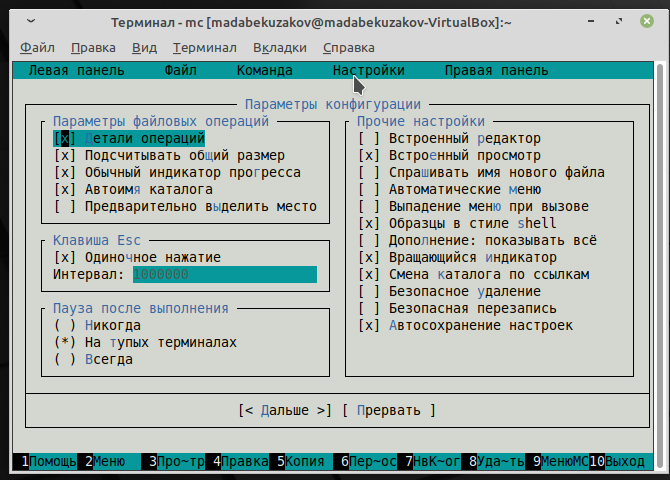 Терминал - mc [madabekuzakov@madabekuzakov-VirtualBox]:~
Файл Правка Вид Терминал Вкладки Справка
Левая панель Файл Команда Настройки Правая панель
Параметры конфигурации
Параметры файловых операций
[x] Детали операций
[x] Подсчитывать общий размер
[x] Обычный индикатор прогресса
[x] Автоимя каталога
[ ] Предварительно выделить место
Клавиша Esc
[x] Одиночное нажатие
Интервал: 1000000
Пауза после выполнения
( ) Никогда
(*) На тупых терминалах
( ) Всегда
Прочие настройки
[ ] Встроенный редактор
[x] Встроенный просмотр
[ ] Спрашивать имя нового файла
[ ] Автоматические меню
[ ] Выпадение меню при вызове
[x] Образцы в стиле shell
[ ] Дополнение: показывать всё
[x] Вращающийся индикатор
[x] Смена каталога по ссылкам
[ ] Безопасное удаление
[ ] Безопасная перезапись
[x] Автосохранение настроек
[< Дальше >] [ Прервать ]
1Помощь 2Меню 3Про~тр 4Правка 5Копия 6Пер~ос 7НвК~ог 8Уда~ть 9МенюMC 10Выход